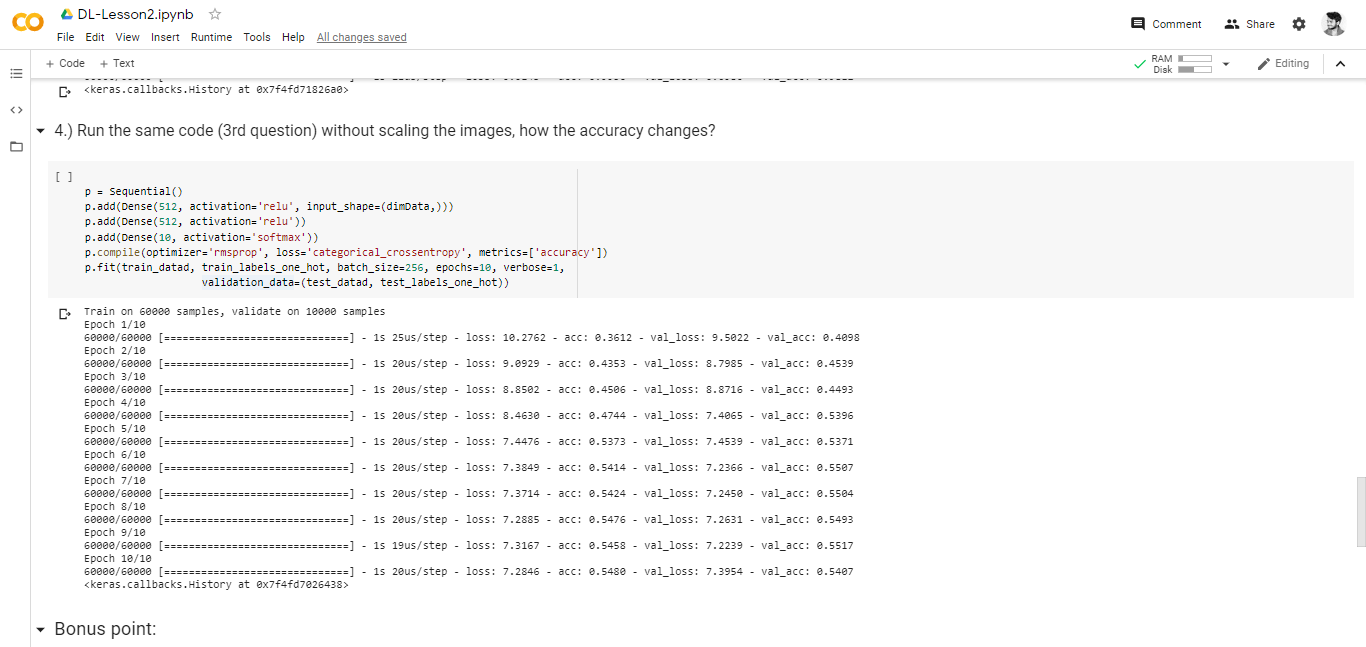 DL-Lesson2.ipynb
File Edit View Insert Runtime Tools Help All changes saved
Comment Share
+ Code + Text
RAM
Disk
Editing
<keras.callbacks.History at 0x7f4fd71826a0>
4.) Run the same code (3rd question) without scaling the images, how the accuracy changes?
[ ]
p = Sequential()
p.add(Dense(512, activation='relu', input_shape=(dimData,)))
p.add(Dense(512, activation='relu'))
p.add(Dense(10, activation='softmax'))
p.compile(optimizer='rmsprop', loss='categorical_crossentropy', metrics=['accuracy'])
p.fit(train_datad, train_labels_one_hot, batch_size=256, epochs=10, verbose=1,
validation_data=(test_datad, test_labels_one_hot))
Train on 60000 samples, validate on 10000 samples
Epoch 1/10
60000/60000 [==============================] - 1s 25us/step - loss: 10.2762 - acc: 0.3612 - val_loss: 9.5022 - val_acc: 0.4098
Epoch 2/10
60000/60000 [==============================] - 1s 20us/step - loss: 9.0929 - acc: 0.4353 - val_loss: 8.7985 - val_acc: 0.4539
Epoch 3/10
60000/60000 [==============================] - 1s 20us/step - loss: 8.8502 - acc: 0.4506 - val_loss: 8.8716 - val_acc: 0.4493
Epoch 4/10
60000/60000 [==============================] - 1s 20us/step - loss: 8.4630 - acc: 0.4744 - val_loss: 7.4065 - val_acc: 0.5396
Epoch 5/10
60000/60000 [==============================] - 1s 20us/step - loss: 7.4476 - acc: 0.5373 - val_loss: 7.4539 - val_acc: 0.5371
Epoch 6/10
60000/60000 [==============================] - 1s 20us/step - loss: 7.3849 - acc: 0.5414 - val_loss: 7.2366 - val_acc: 0.5507
Epoch 7/10
60000/60000 [==============================] - 1s 20us/step - loss: 7.3714 - acc: 0.5424 - val_loss: 7.2450 - val_acc: 0.5504
Epoch 8/10
60000/60000 [==============================] - 1s 20us/step - loss: 7.2885 - acc: 0.5476 - val_loss: 7.2631 - val_acc: 0.5493
Epoch 9/10
60000/60000 [==============================] - 1s 19us/step - loss: 7.3167 - acc: 0.5458 - val_loss: 7.2239 - val_acc: 0.5517
Epoch 10/10
60000/60000 [==============================] - 1s 20us/step - loss: 7.2846 - acc: 0.5480 - val_loss: 7.3954 - val_acc: 0.5407
<keras.callbacks.History at 0x7f4fd7026438>
Bonus point: